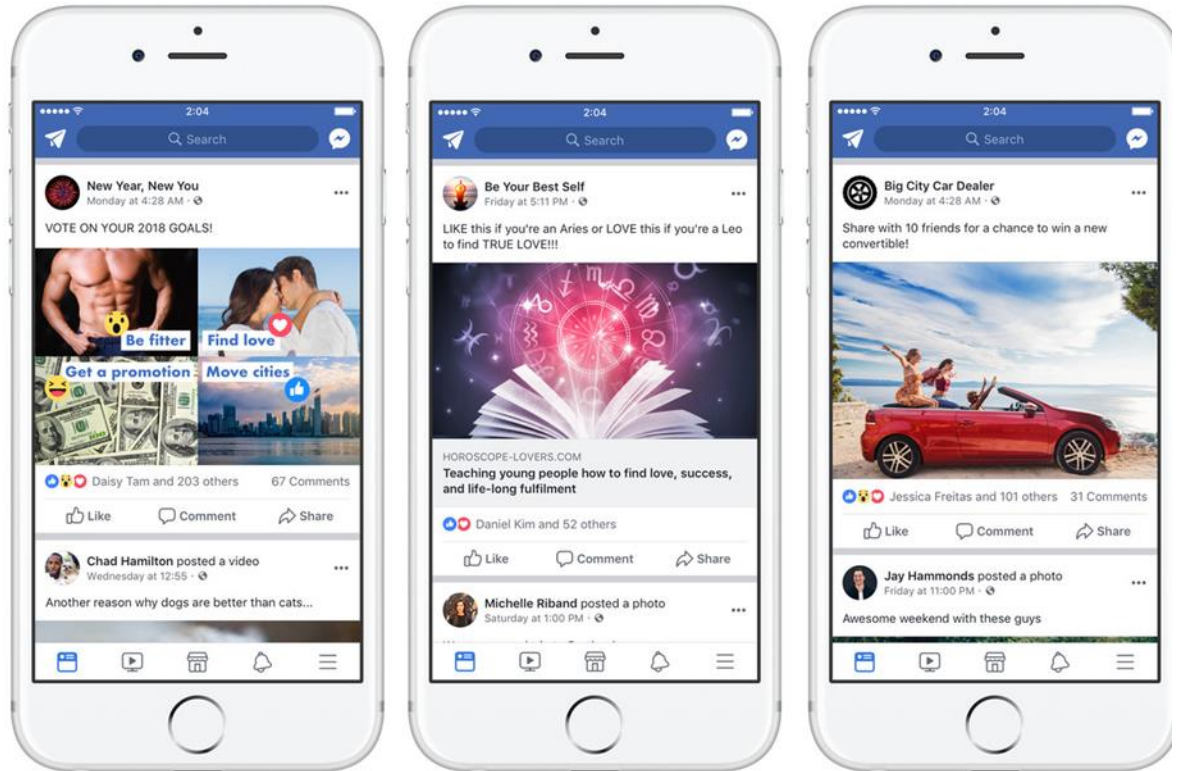 2:04
Search
New Year, New You
Monday at 4:28 AM ·
VOTE ON YOUR 2018 GOALS!
Be fitter
Find love
Get a promotion
Move cities
Daisy Tam and 203 others
67 Comments
Like
Comment
Share
Chad Hamilton posted a video
Wednesday at 12:55 ·
Another reason why dogs are better than cats...
2:04
Search
Be Your Best Self
Friday at 5:11 PM ·
LIKE this if you're an Aries or LOVE this if you're a Leo
to find TRUE LOVE!!!
HOROSCOPE-LOVERS.COM
Teaching young people how to find love, success,
and life-long fulfilment
Daniel Kim and 52 others
Like
Comment
Share
Michelle Riband posted a photo
Saturday at 1:00 PM ·
2:04
Search
Big City Car Dealer
Monday at 4:28 AM ·
Share with 10 friends for a chance to win a new
convertible!
Jessica Freitas and 101 others
31 Comments
Like
Comment
Share
Jay Hammonds posted a photo
Friday at 11:00 PM ·
Awesome weekend with these guys